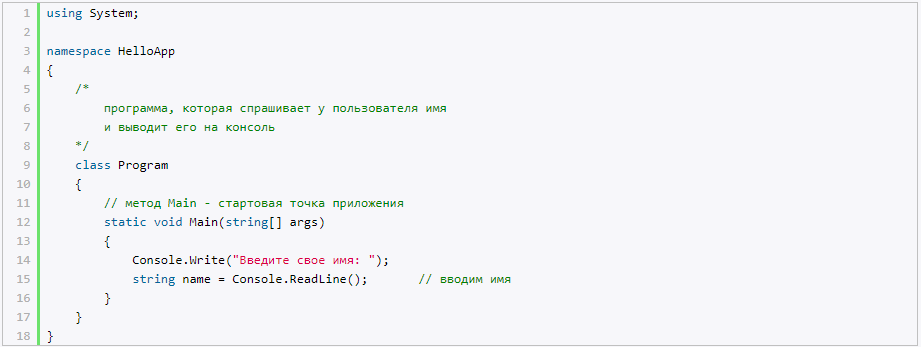 1 using System;
2
3 namespace HelloApp
4 {
5     /*
6         программа, которая спрашивает у пользователя имя
7         и выводит его на консоль
8     */
9     class Program
10     {
11         // метод Main - стартовая точка приложения
12         static void Main(string[] args)
13         {
14             Console.Write("Введите свое имя: ");
15             string name = Console.ReadLine();       // вводим имя
16         }
17     }
18 }